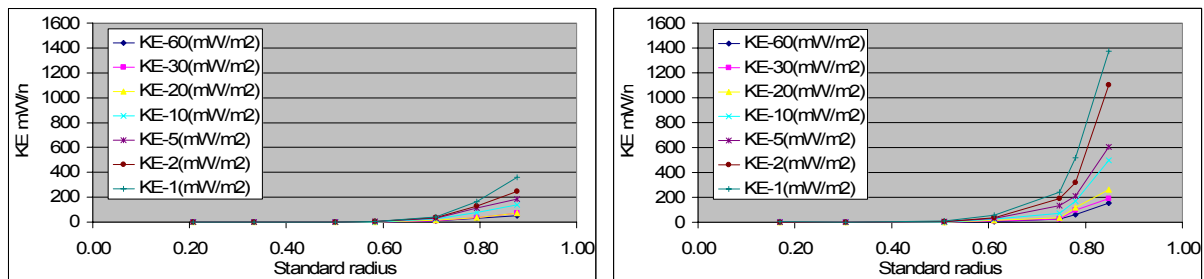 KE mW/n
1600
1400
1200
1000
800
600
400
200
0
KE-60(mW/m2)
KE-30(mW/m2)
KE-20(mW/m2)
KE-10(mW/m2)
KE-5(mW/m2)
KE-2(mW/m2)
KE-1(mW/m2)
0.00 0.20 0.40 0.60 0.80 1.00
Standard radius
KE mW/n
1600
1400
1200
1000
800
600
400
200
0
KE-60(mW/m2)
KE-30(mW/m2)
KE-20(mW/m2)
KE-10(mW/m2)
KE-5(mW/m2)
KE-2(mW/m2)
KE-1(mW/m2)
0.00 0.20 0.40 0.60 0.80 1.00
Standard radius